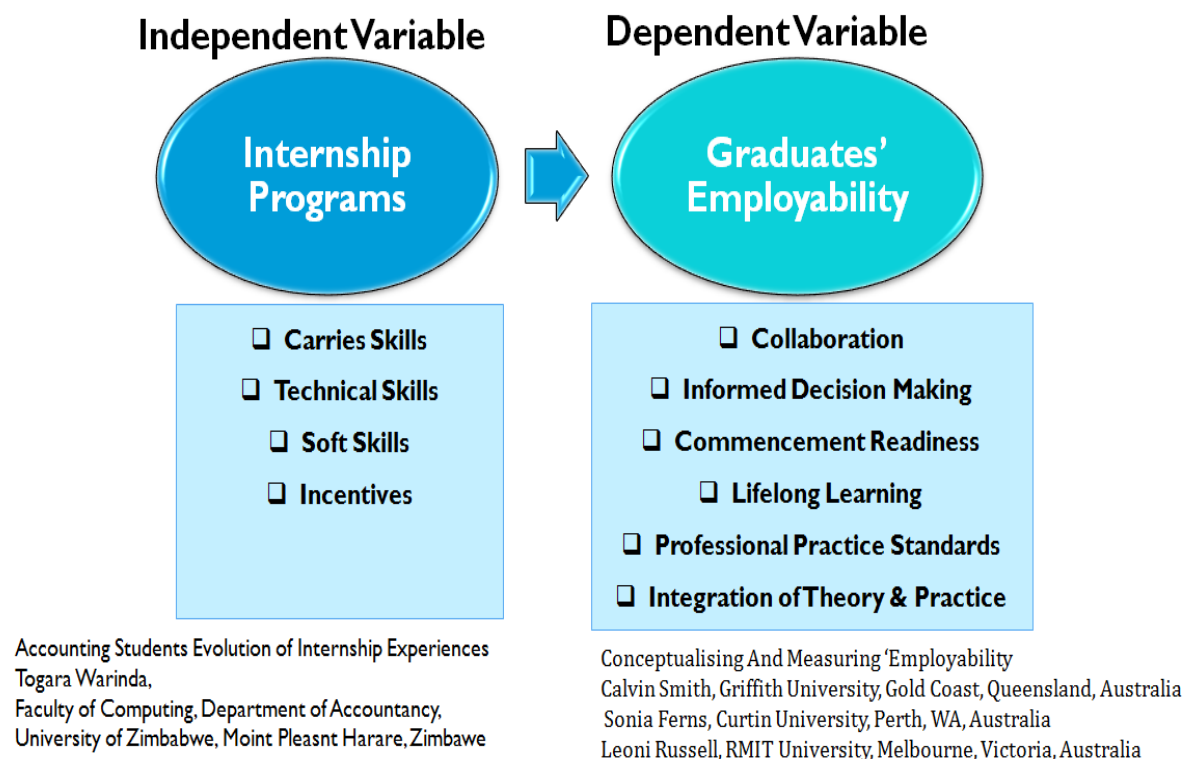 Independent Variable
Dependent Variable
Internship
Programs
Graduates'
Employability
❑ Carries Skills
❑ Technical Skills
❑ Soft Skills
❑ Incentives
❑ Collaboration
❑ Informed Decision Making
❑ Commencement Readiness
❑ Lifelong Learning
❑ Professional Practice Standards
❑ Integration of Theory & Practice
Accounting Students Evolution of Internship Experiences
Togara Warinda,
Faculty of Computing, Department of Accountancy,
University of Zimbabwe, Moint Pleasnt Harare, Zimbawe
Conceptualising And Measuring ‘Employability
Calvin Smith, Griffith University, Gold Coast, Queensland, Australia
Sonia Ferns, Curtin University, Perth, WA, Australia
Leoni Russell, RMIT University, Melbourne, Victoria, Australia